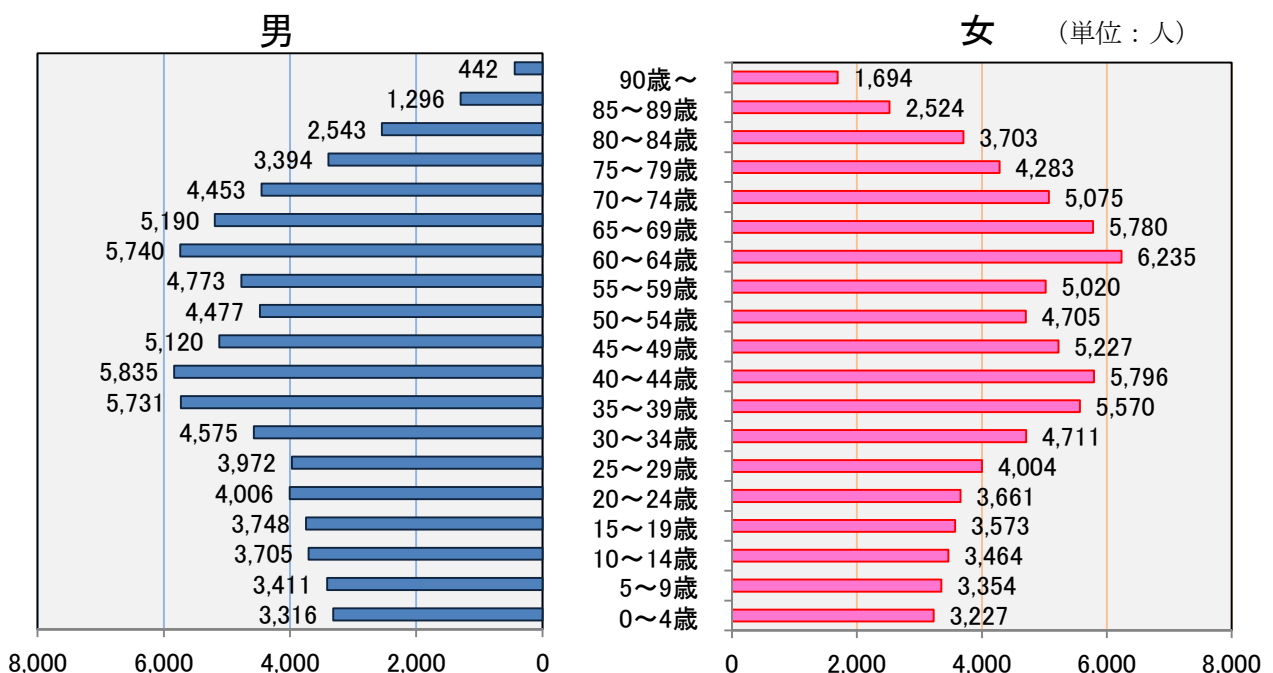 男 女 (単位：人)
442 90歳～ 1,694
1,296 85～89歳 2,524
2,543 80～84歳 3,703
3,394 75～79歳 4,283
4,453 70～74歳 5,075
5,190 65～69歳 5,780
5,740 60～64歳 6,235
4,773 55～59歳 5,020
4,477 50～54歳 4,705
5,120 45～49歳 5,227
5,835 40～44歳 5,796
5,731 35～39歳 5,570
4,575 30～34歳 4,711
3,972 25～29歳 4,004
4,006 20～24歳 3,661
3,748 15～19歳 3,573
3,705 10～14歳 3,464
3,411 5～9歳 3,354
3,316 0～4歳 3,227
8,000 6,000 4,000 2,000 0 0 2,000 4,000 6,000 8,000